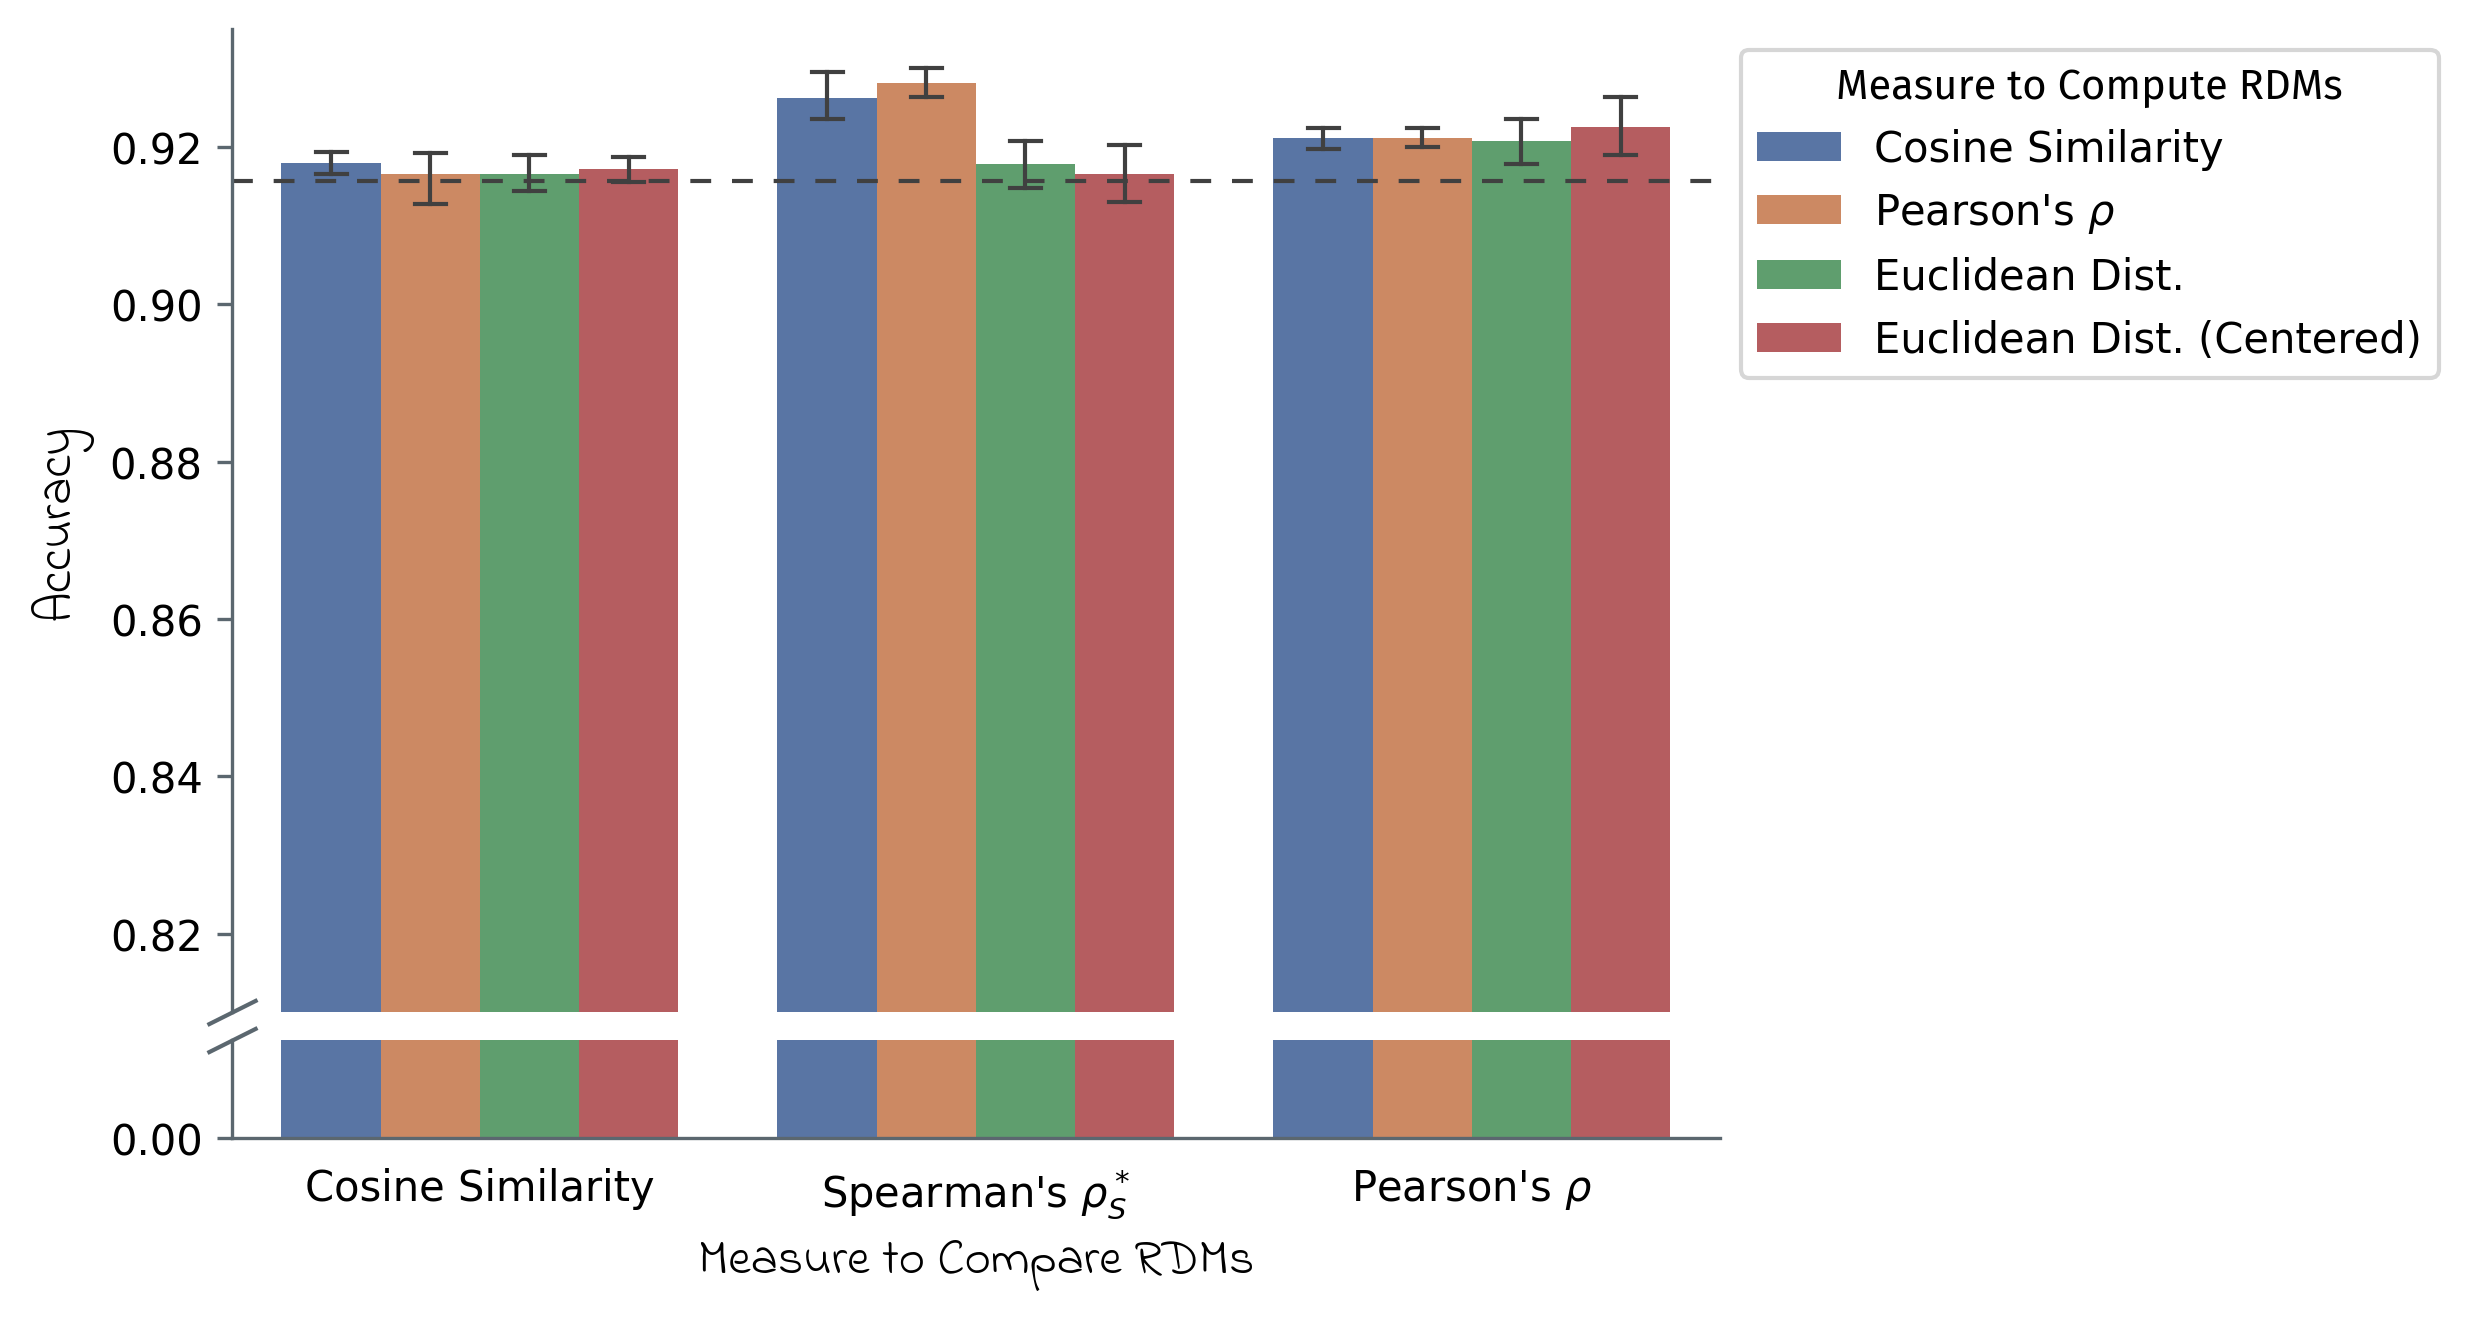 Measure to Compute RDMs
Cosine Similarity
Pearson's ρ
Euclidean Dist.
Euclidean Dist. (Centered)
Accuracy
0.92
0.90
0.88
0.86
0.84
0.82
0.00
Cosine Similarity
Spearman's ρ*S
Pearson's ρ
Measure to Compare RDMs